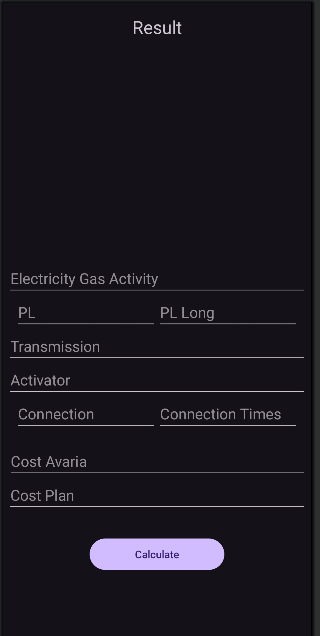 Result
Electricity Gas Activity
PL PL Long
Transmission
Activator
Connection Connection Times
Cost Avaria
Cost Plan
Calculate